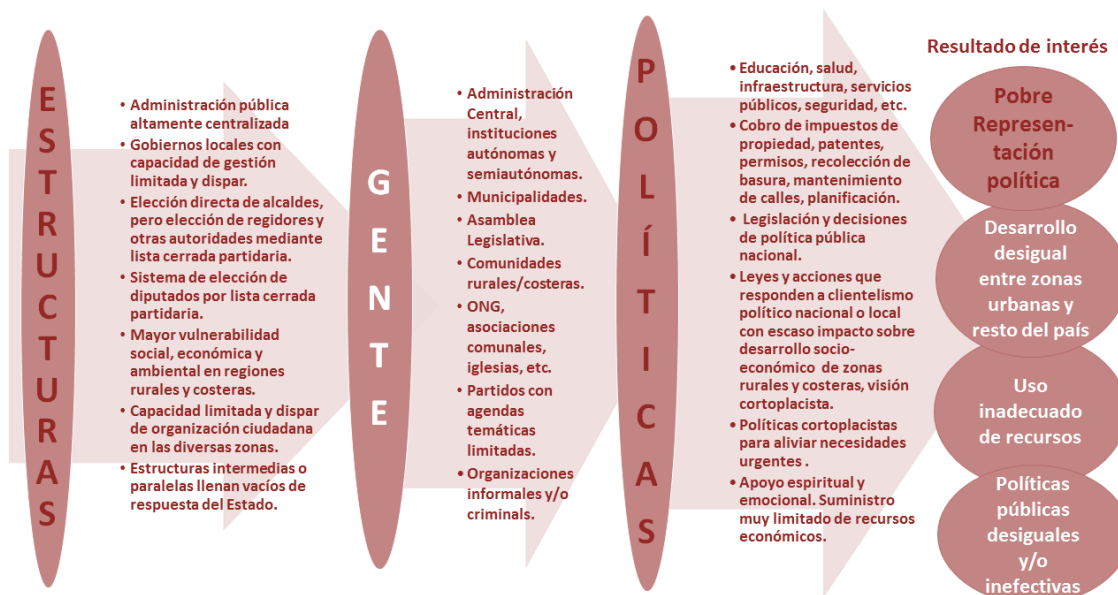 ESTRUCTURAS
• Administración pública
altamente centralizada
• Gobiernos locales con
capacidad de gestión
limitada y dispar.
• Elección directa de alcaldes,
pero elección de regidores y
otras autoridades mediante
lista cerrada partidaria.
• Sistema de elección de
diputados por lista cerrada
partidaria.
• Mayor vulnerabilidad
social, económica y
ambiental en regiones
rurales y costeras.
• Capacidad limitada y dispar
de organización ciudadana
en las diversas zonas.
• Estructuras intermedias o
paralelas llenan vacíos de
respuesta del Estado.
GENTE
• Administración
Central,
instituciones
autónomas y
semiautónomas.
• Municipalidades.
• Asamblea
Legislativa.
• Comunidades
rurales/costeras.
• ONG,
asociaciones
comunales,
iglesias, etc.
• Partidos con
agendas
temáticas
limitadas.
• Organizaciones
informales y/o
criminals.
POLÍTICAS
• Educación, salud,
infraestructura, servicios
públicos, seguridad, etc.
• Cobro de impuestos de
propiedad, patentes,
permisos, recolección de
basura, mantenimiento
de calles, planificación.
• Legislación y decisiones
de política pública
nacional.
• Leyes y acciones que
responden a clientelismo
político nacional o local
con escaso impacto sobre
desarrollo socio-
económico de zonas
rurales y costeras, visión
cortoplacista.
• Políticas cortoplacistas
para aliviar necesidades
urgentes .
• Apoyo espiritual y
emocional. Suministro
muy limitado de recursos
económicos.
Resultado de interés
Pobre
Represen-
tación
política
Desarrollo
desigual
entre zonas
urbanas y
resto del país
Uso
inadecuado
de recursos
Políticas
públicas
desiguales
y/o
inefectivas